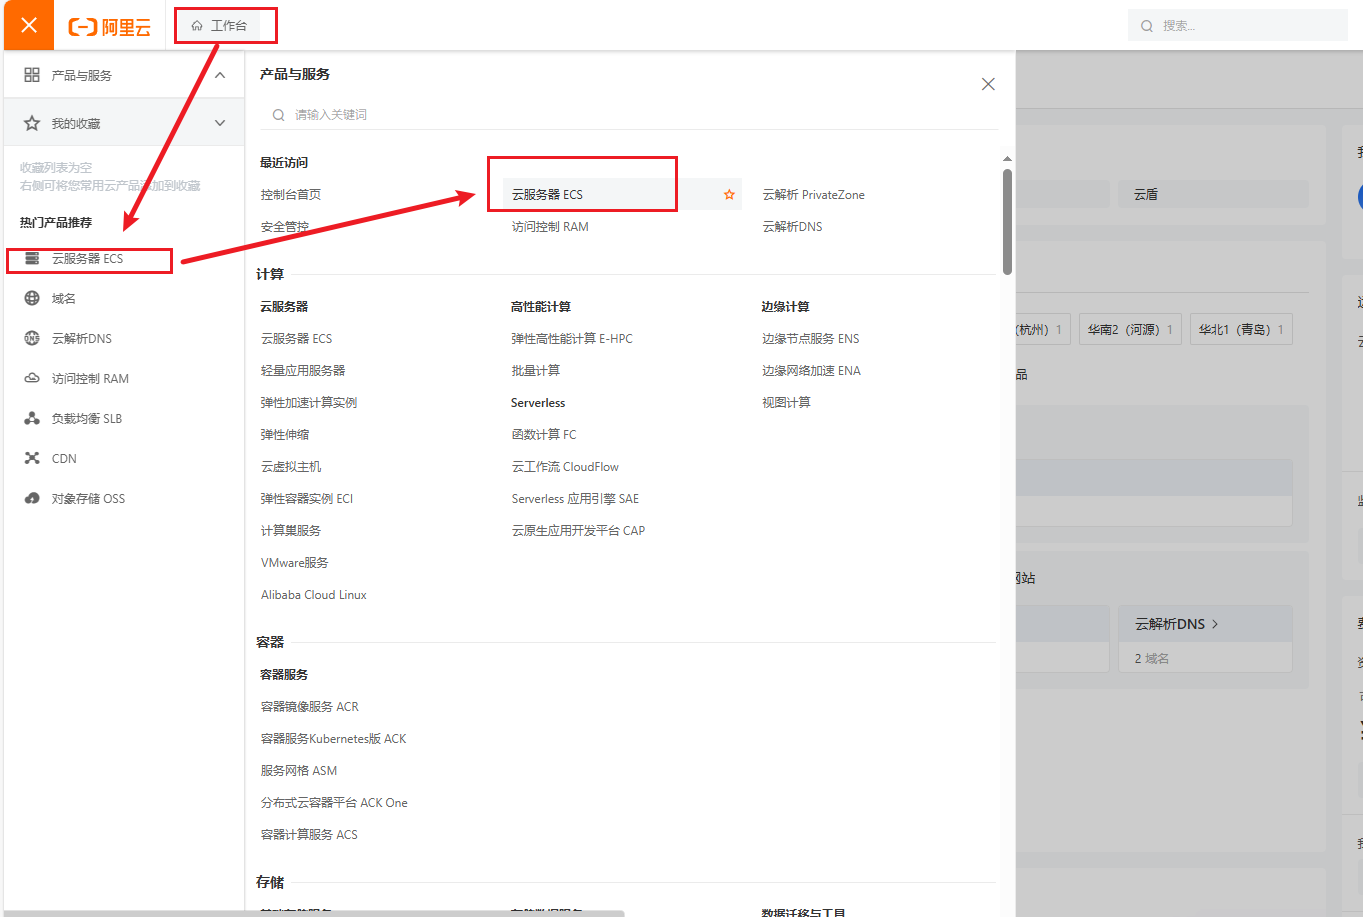 阿里云
工作台
搜索...
产品与服务
我的收藏
收藏列表为空
右侧可将您常用云产品添加到收藏
热门产品推荐
云服务器 ECS
域名
云解析DNS
访问控制 RAM
负载均衡 SLB
CDN
对象存储 OSS
产品与服务
请输入关键词
最近访问
控制台首页
云服务器 ECS
云解析 PrivateZone
安全管控
访问控制 RAM
云解析DNS
计算
云服务器
云服务器 ECS
轻量应用服务器
弹性加速计算实例
弹性伸缩
云虚拟主机
弹性容器实例 ECI
计算巢服务
VMware服务
Alibaba Cloud Linux
高性能计算
弹性高性能计算 E-HPC
批量计算
Serverless
函数计算 FC
云工作流 CloudFlow
Serverless 应用引擎 SAE
云原生应用开发平台 CAP
边缘计算
边缘节点服务 ENS
边缘网络加速 ENA
视图计算
容器
容器服务
容器镜像服务 ACR
容器服务Kubernetes版 ACK
服务网格 ASM
分布式云容器平台 ACK One
容器计算服务 ACS
存储
数据迁移与工具
云盾
(杭州) 1
华南2（河源） 1
华北1（青岛） 1
品
网站
云解析DNS >
2 域名